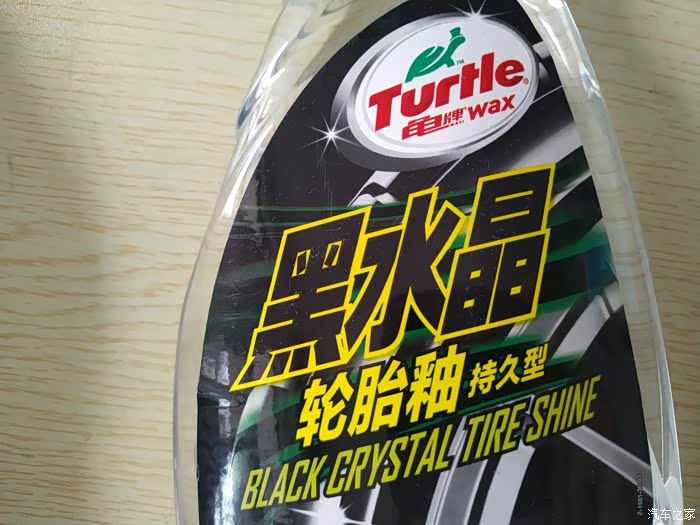 Turtle
龟牌 wax
黑水晶
轮胎釉 持久型
BLACK CRYSTAL TIRE SHINE
汽车之家